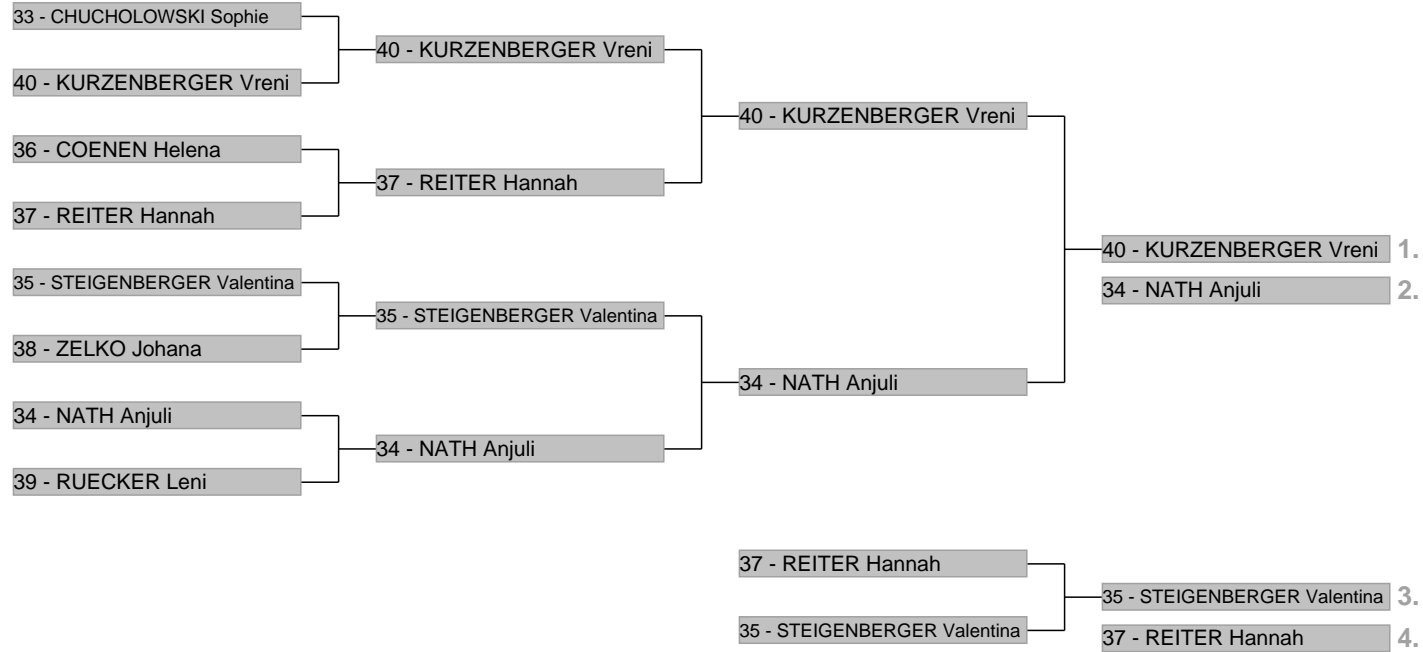 33 - CHUCHOLOWSKI Sophie
40 - KURZENBERGER Vreni
36 - COENEN Helena
37 - REITER Hannah
35 - STEIGENBERGER Valentina
38 - ZELKO Johana
34 - NATH Anjuli
39 - RUECKER Leni
40 - KURZENBERGER Vreni
37 - REITER Hannah
35 - STEIGENBERGER Valentina
34 - NATH Anjuli
40 - KURZENBERGER Vreni
34 - NATH Anjuli
40 - KURZENBERGER Vreni 1.
34 - NATH Anjuli 2.
37 - REITER Hannah
35 - STEIGENBERGER Valentina
35 - STEIGENBERGER Valentina 3.
37 - REITER Hannah 4.